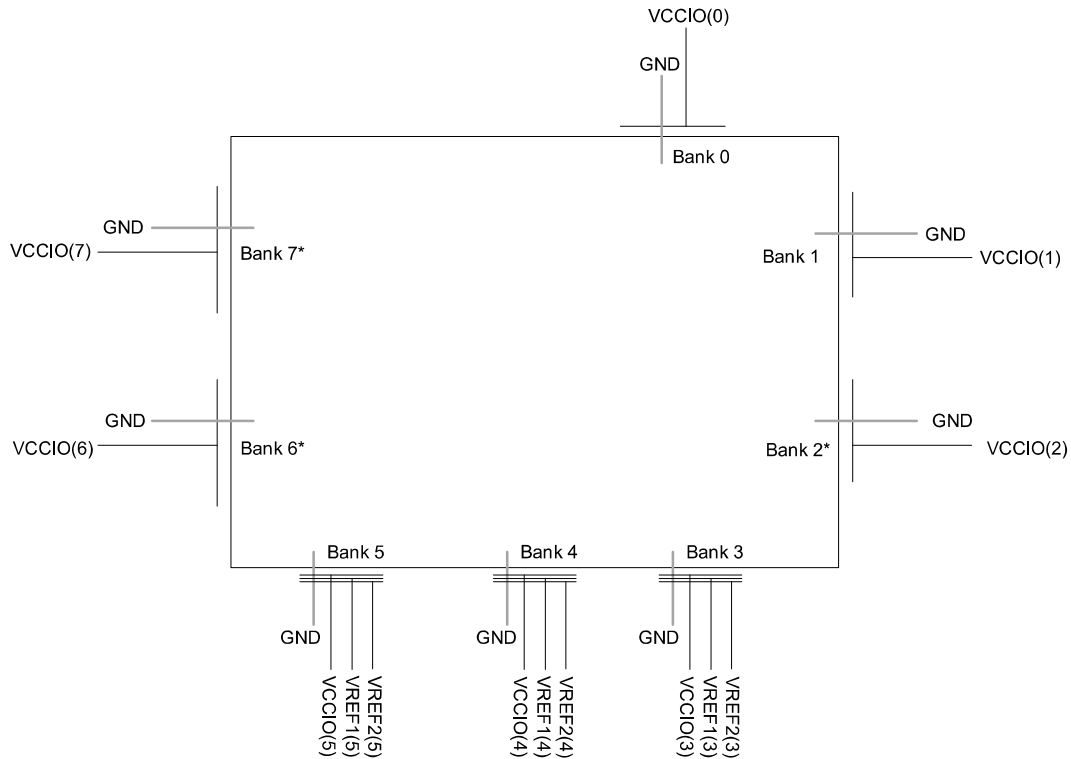 VCCIO(0)
GND
Bank 0
GND
VCCIO(7)
Bank 7*
Bank 1
GND
VCCIO(1)
GND
VCCIO(6)
Bank 6*
Bank 2*
GND
VCCIO(2)
Bank 5
Bank 4
Bank 3
GND
GND
GND
VCCIO(5)
VREF1(5)
VREF2(5)
VCCIO(4)
VREF1(4)
VREF2(4)
VCCIO(3)
VREF1(3)
VREF2(3)